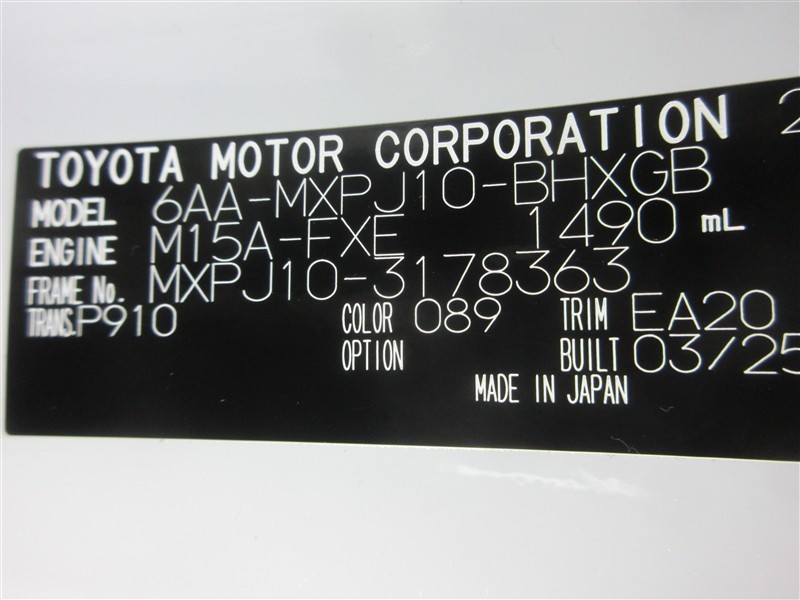 TOYOTA MOTOR CORPORATION 2
MODEL 6AA-MXPJ10-BHXGB
ENGINE M15A-FXE 1490 mL
FRAME No. MXPJ10-3178363
TRANS. P910 COLOR 089 TRIM EA20
OPTION BUILT 03/25
MADE IN JAPAN